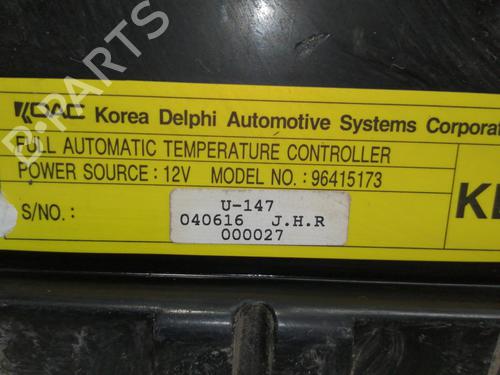 KDAC Korea Delphi Automotive Systems Corporat
FULL AUTOMATIC TEMPERATURE CONTROLLER
POWER SOURCE : 12V MODEL NO. : 96415173
S/NO. :
U-147
040616 J.H.R
000027
B-PARTS